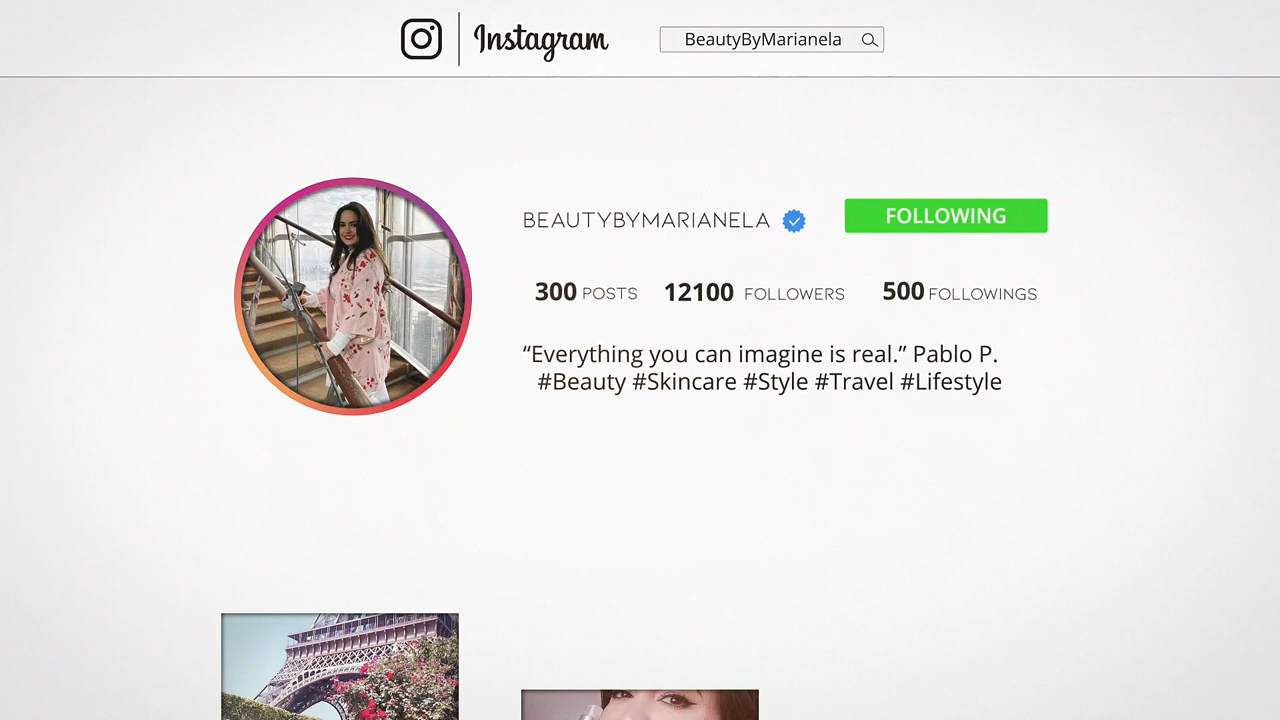 Instagram
BeautyByMarianela
BEAUTYBYMARIANELA
FOLLOWING
300 POSTS 12100 FOLLOWERS 500 FOLLOWINGS
“Everything you can imagine is real.” Pablo P.
#Beauty #Skincare #Style #Travel #Lifestyle